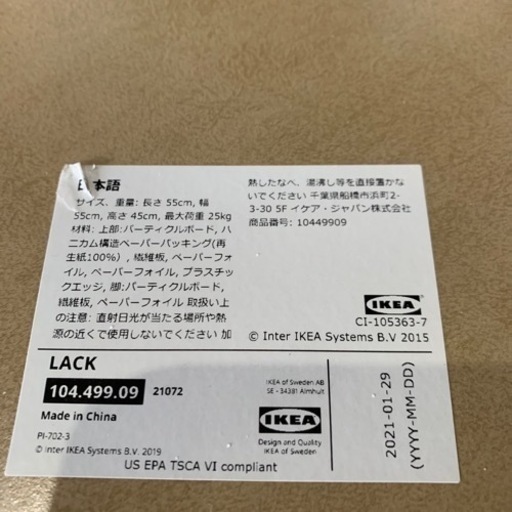 日本語
サイズ、重量: 長さ 55cm, 幅
55cm, 高さ 45cm, 最大荷重 25kg
材料: 上部:パーティクルボード, ハ
ニカム構造ペーパーパッキング(再
生紙100%) , 繊維板, ペーパーフォ
イル, ペーパーフォイル, プラスチッ
クエッジ, 脚:パーティクルボード,
繊維板, ペーパーフォイル 取扱い上
の注意: 直射日光が当たる場所や熱
源の近くで使用しないでください 加
熱したなべ、湯沸し等を直接置かな
いでください 千葉県船橋市浜町2-
3-30 5F イケア・ジャパン株式会社
商品番号: 10449909
IKEA
CI-105363-7
© Inter IKEA Systems B.V 2015
LACK
104.499.09 21072
Made in China
PI-702-3
© Inter IKEA Systems B.V. 2019
US EPA TSCA VI compliant
IKEA of Sweden AB
SE - 34381 Älmhult
IKEA
Design and Quality
IKEA of Sweden
2021-01-29
(YYYY-MM-DD)